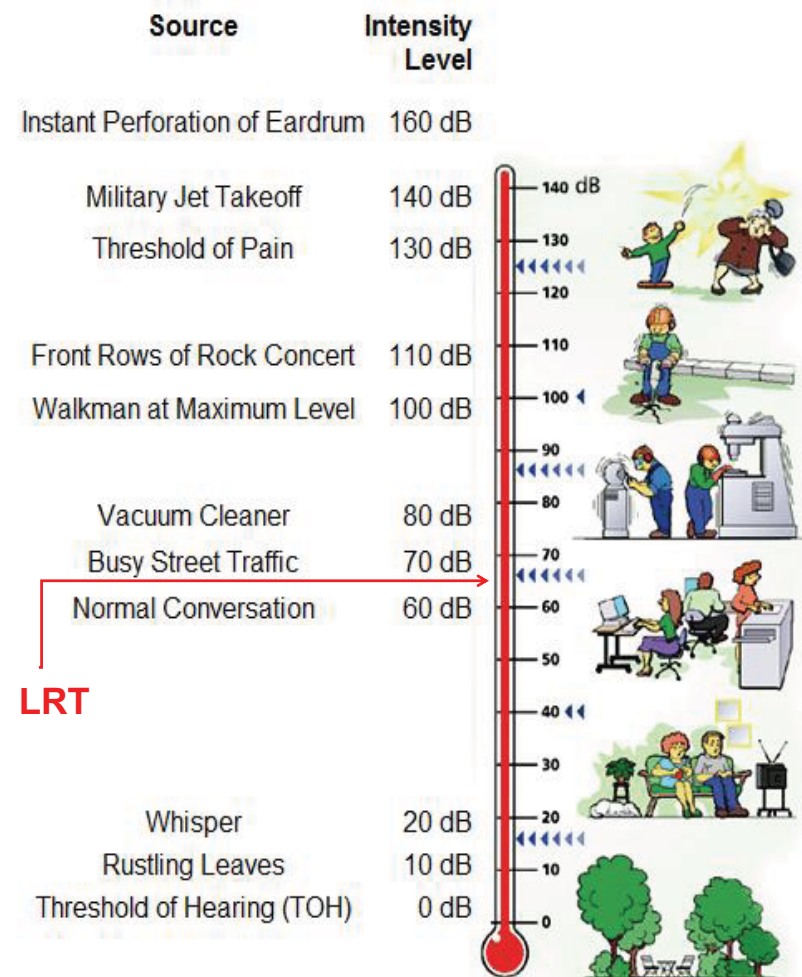 Source Intensity
Level
Instant Perforation of Eardrum 160 dB
Military Jet Takeoff 140 dB
Threshold of Pain 130 dB
Front Rows of Rock Concert 110 dB
Walkman at Maximum Level 100 dB
Vacuum Cleaner 80 dB
Busy Street Traffic 70 dB
Normal Conversation 60 dB
LRT
Whisper 20 dB
Rustling Leaves 10 dB
Threshold of Hearing (TOH) 0 dB
140 dB
130
120
110
100
90
80
70
60
50
40
30
20
10
0